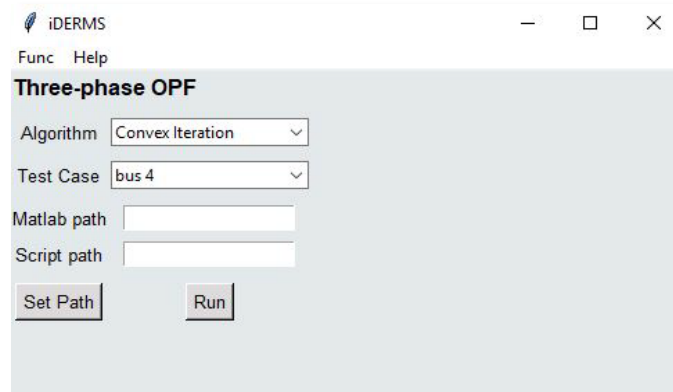 iDERMS
Func Help
Three-phase OPF
Algorithm Convex Iteration
Test Case bus 4
Matlab path
Script path
Set Path Run